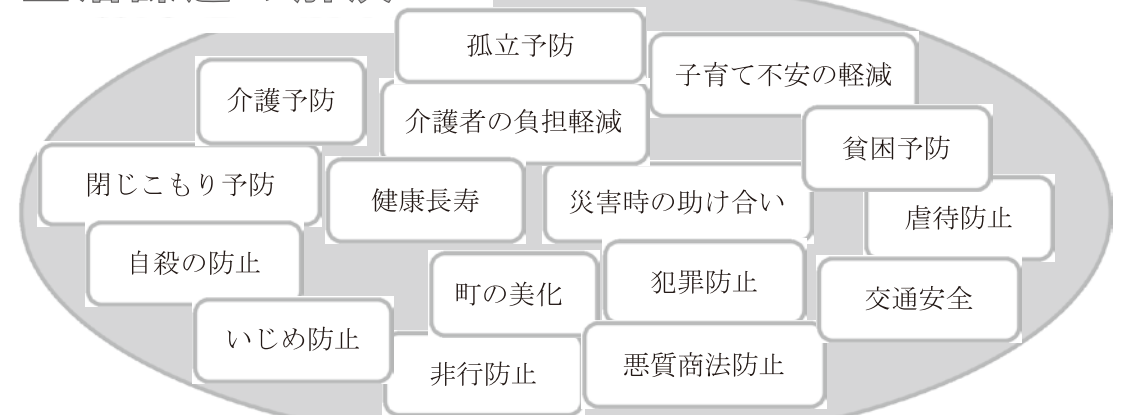 孤立予防
子育て不安の軽減
介護予防
介護者の負担軽減
貧困予防
閉じこもり予防
健康長寿
災害時の助け合い
虐待防止
自殺の防止
町の美化
犯罪防止
交通安全
いじめ防止
非行防止
悪質商法防止